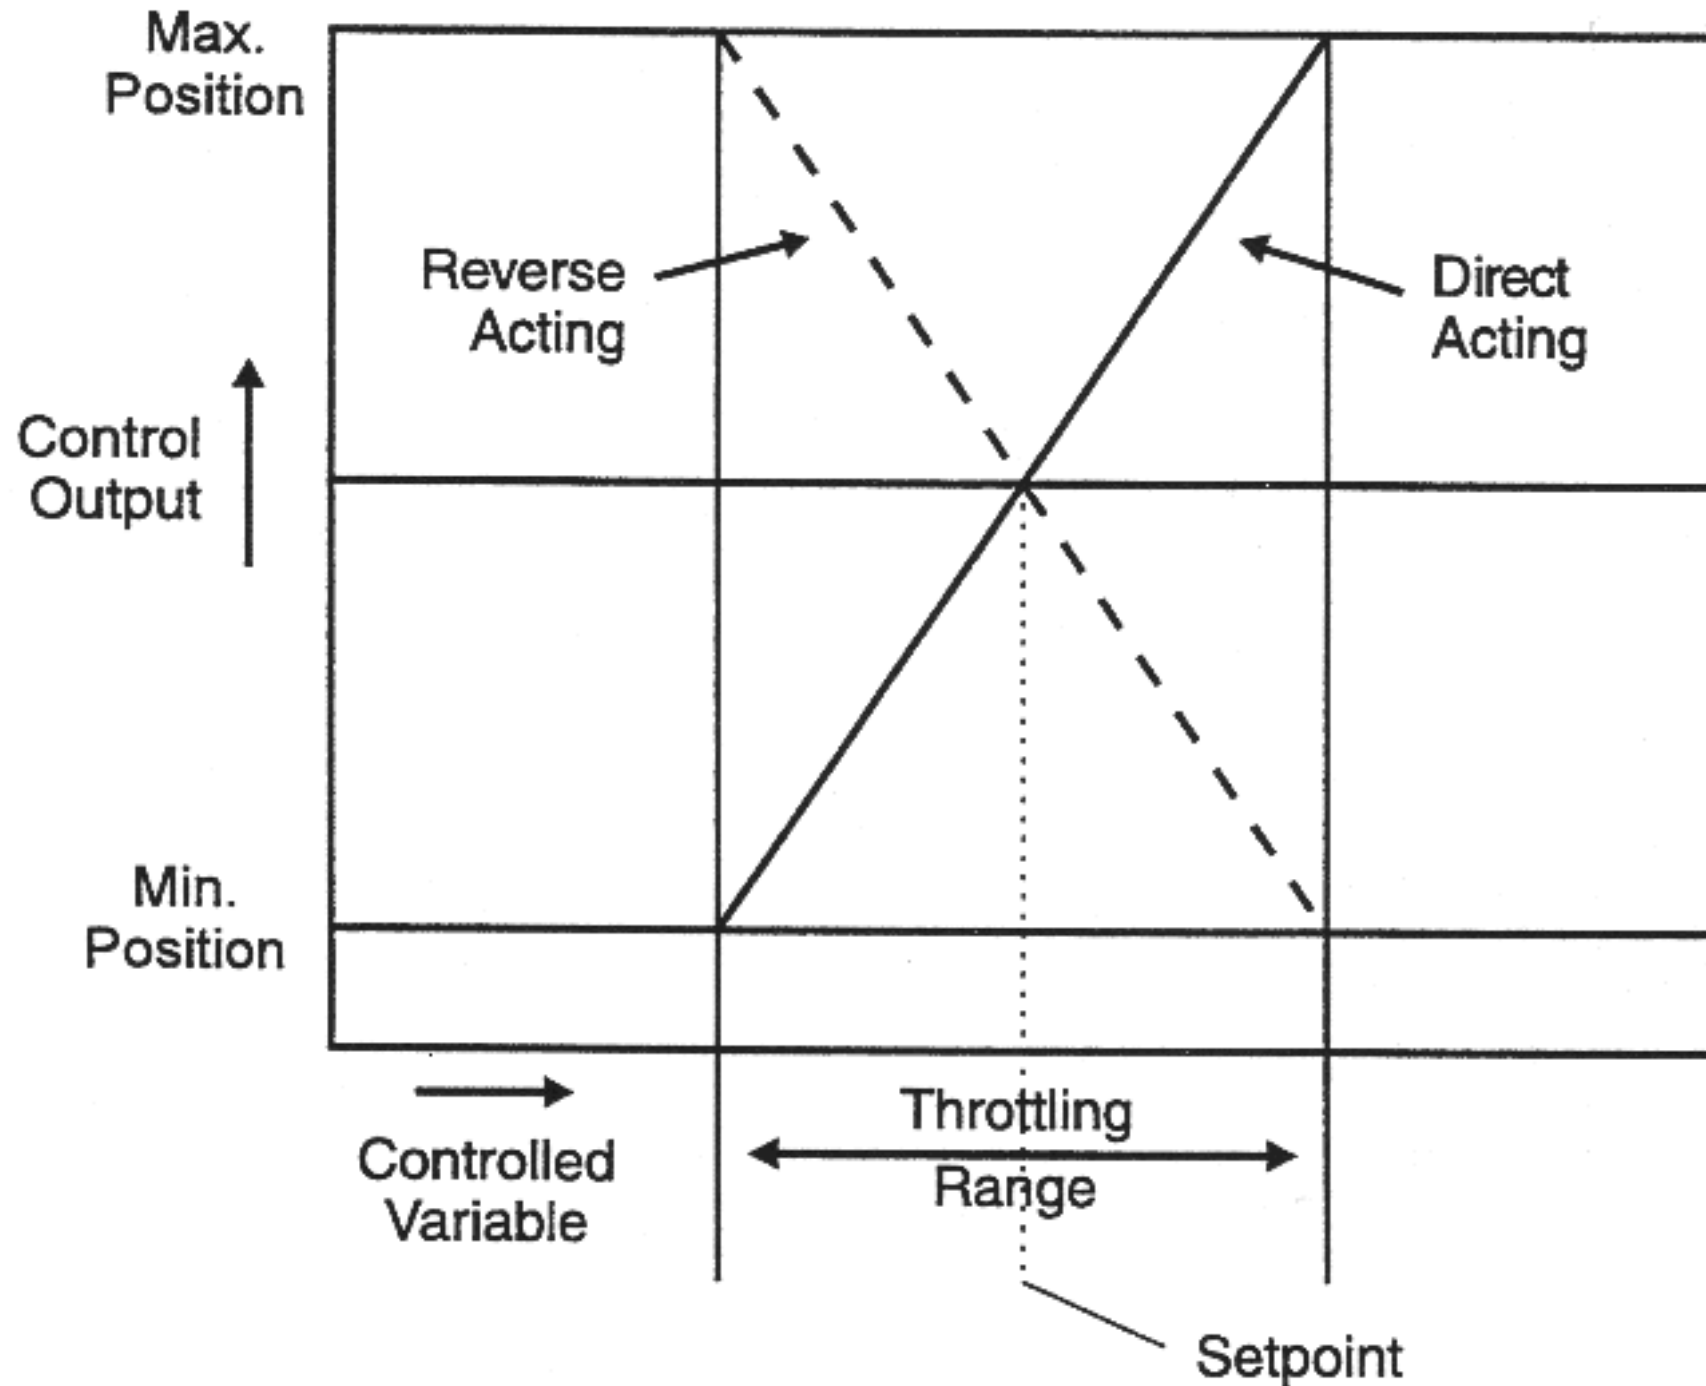 Max.
Position
Reverse
Acting
Direct
Acting
Control
Output
Min.
Position
Throttling
Range
Controlled
Variable
Setpoint